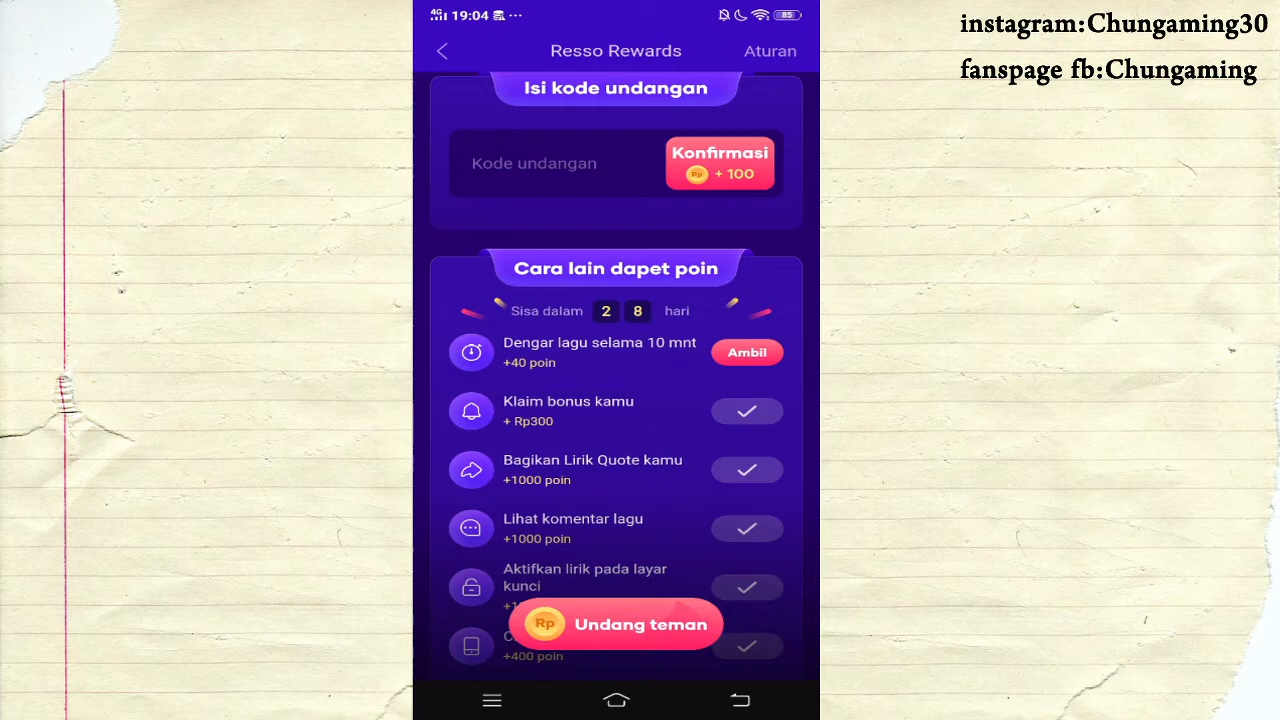 instagram:Chungaming30
fanspage fb:Chungaming
4G 19:04 ... 85
Resso Rewards Aturan
Isi kode undangan
Kode undangan
Konfirmasi
Rp + 100
Cara lain dapet poin
Sisa dalam 2 8 hari
Dengar lagu selama 10 mnt
+40 poin
Ambil
Klaim bonus kamu
+ Rp300
Bagikan Lirik Quote kamu
+1000 poin
Lihat komentar lagu
+1000 poin
Aktifkan lirik pada layar
kunci
Rp Undang teman
+400 poin